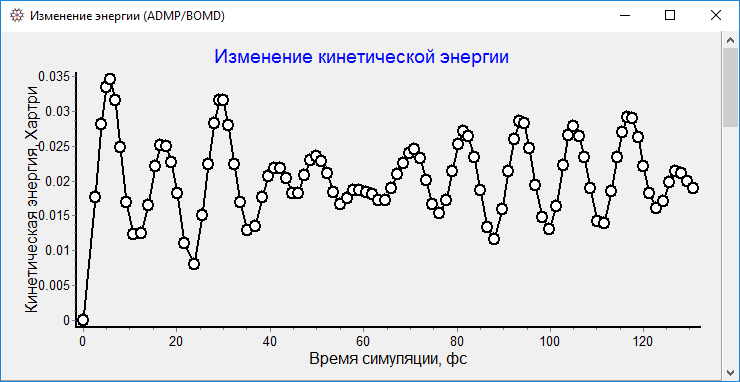 Изменение энергии (ADMP/BOMD)
Изменение кинетической энергии
Кинетическая энергия, Хартри
0.035
0.03
0.025
0.02
0.015
0.01
0.005
0
0 20 40 60 80 100 120
Время симуляции, фс